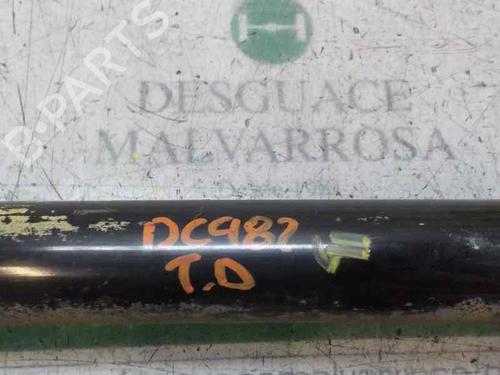 B-PARTS
DESGUACE
MALVARROSA
DC982
T.D